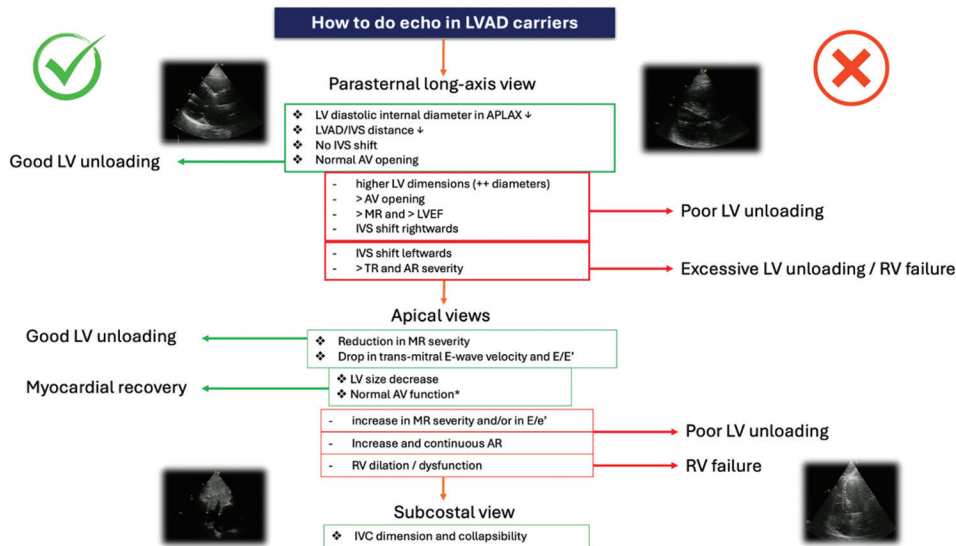 How to do echo in LVAD carriers
Parasternal long-axis view
❖ LV diastolic internal diameter in APLAX ↓
❖ LVAD/IVS distance ↓
❖ No IVS shift
❖ Normal AV opening
Good LV unloading
- higher LV dimensions (++ diameters)
- > AV opening
- > MR and > LVEF
- IVS shift rightwards
Poor LV unloading
- IVS shift leftwards
- > TR and AR severity
Excessive LV unloading / RV failure
Apical views
Good LV unloading
❖ Reduction in MR severity
❖ Drop in trans-mitral E-wave velocity and E/E'
Myocardial recovery
❖ LV size decrease
❖ Normal AV function*
- increase in MR severity and/or in E/e'
- Increase and continuous AR
Poor LV unloading
- RV dilation / dysfunction
RV failure
Subcostal view
❖ IVC dimension and collapsibility